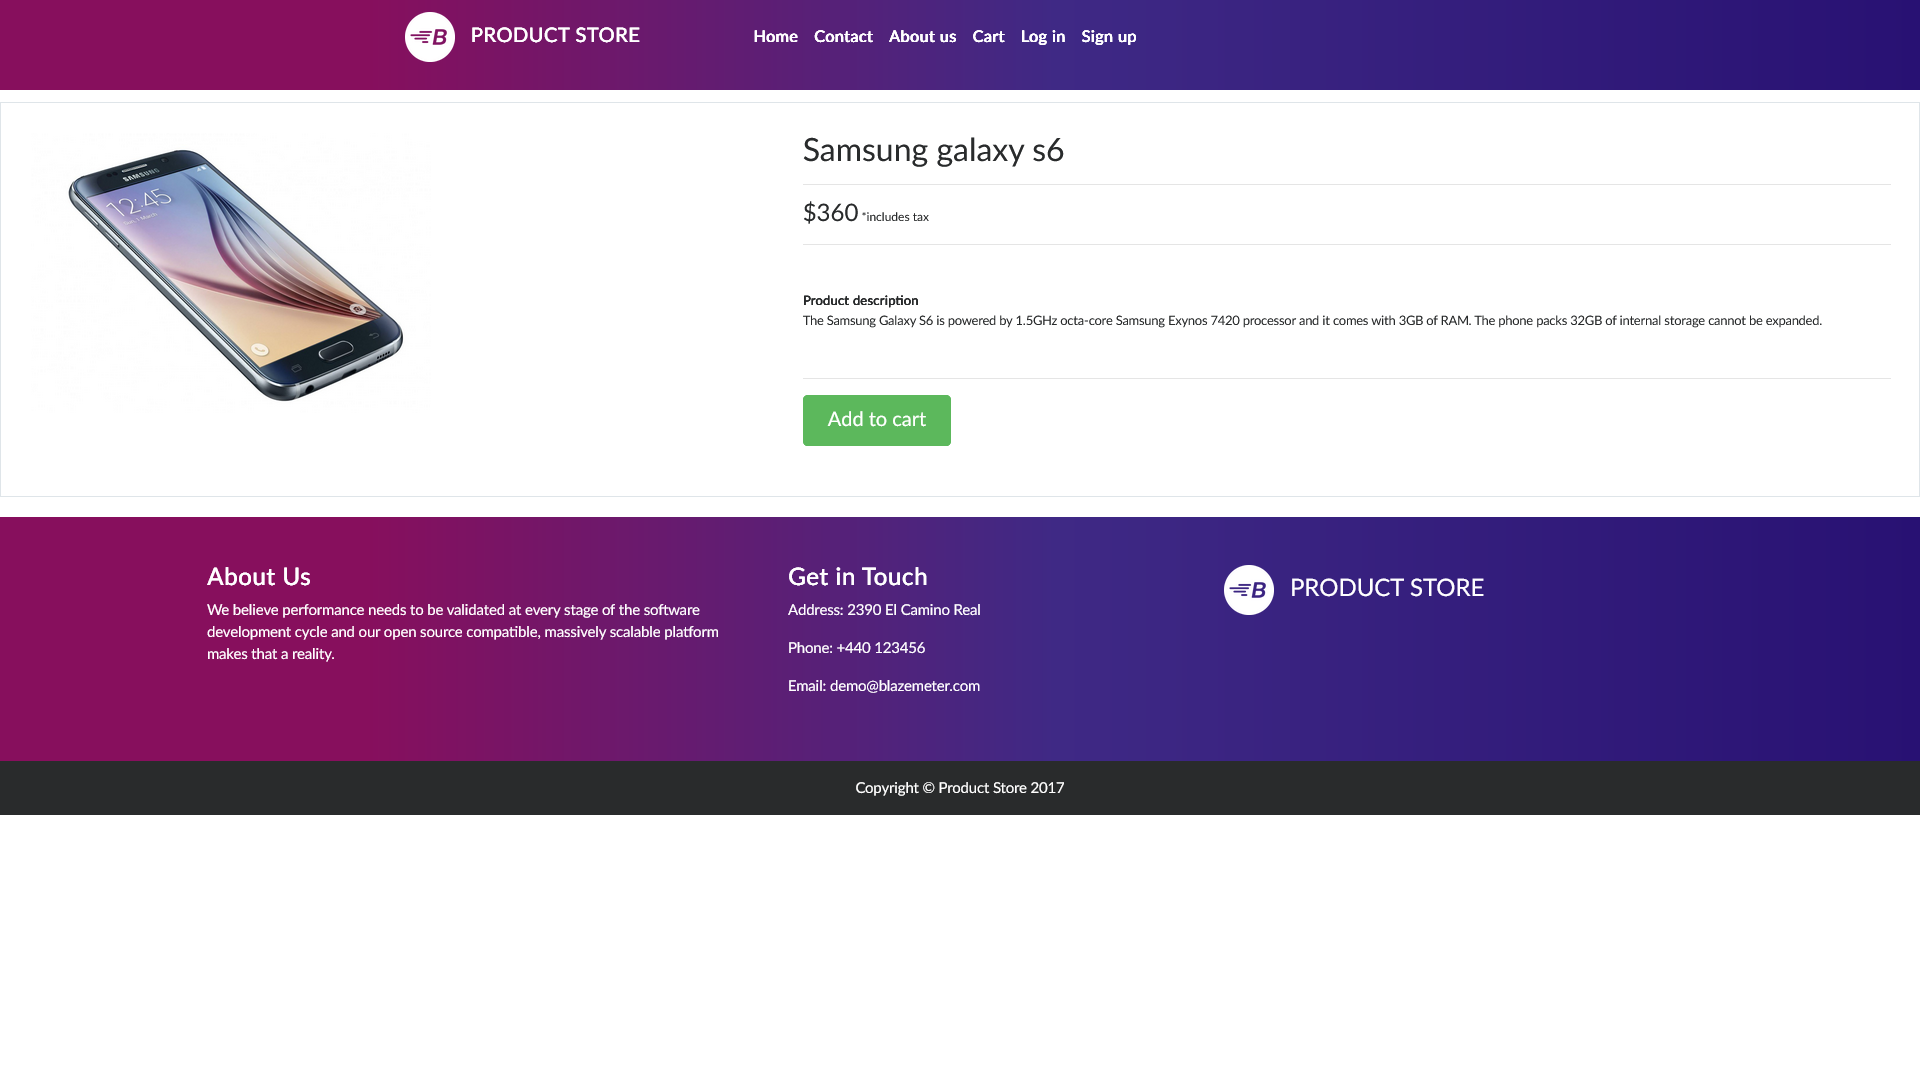 B PRODUCT STORE
Home Contact About us Cart Log in Sign up
SAMSUNG
12:45
Samsung galaxy s6
$360 *includes tax
Product description
The Samsung Galaxy S6 is powered by 1.5GHz octa-core Samsung Exynos 7420 processor and it comes with 3GB of RAM. The phone packs 32GB of internal storage cannot be expanded.
Add to cart
About Us
We believe performance needs to be validated at every stage of the software
development cycle and our open source compatible, massively scalable platform
makes that a reality.
Get in Touch
Address: 2390 El Camino Real
Phone: +440 123456
Email: demo@blazemeter.com
B PRODUCT STORE
Copyright © Product Store 2017